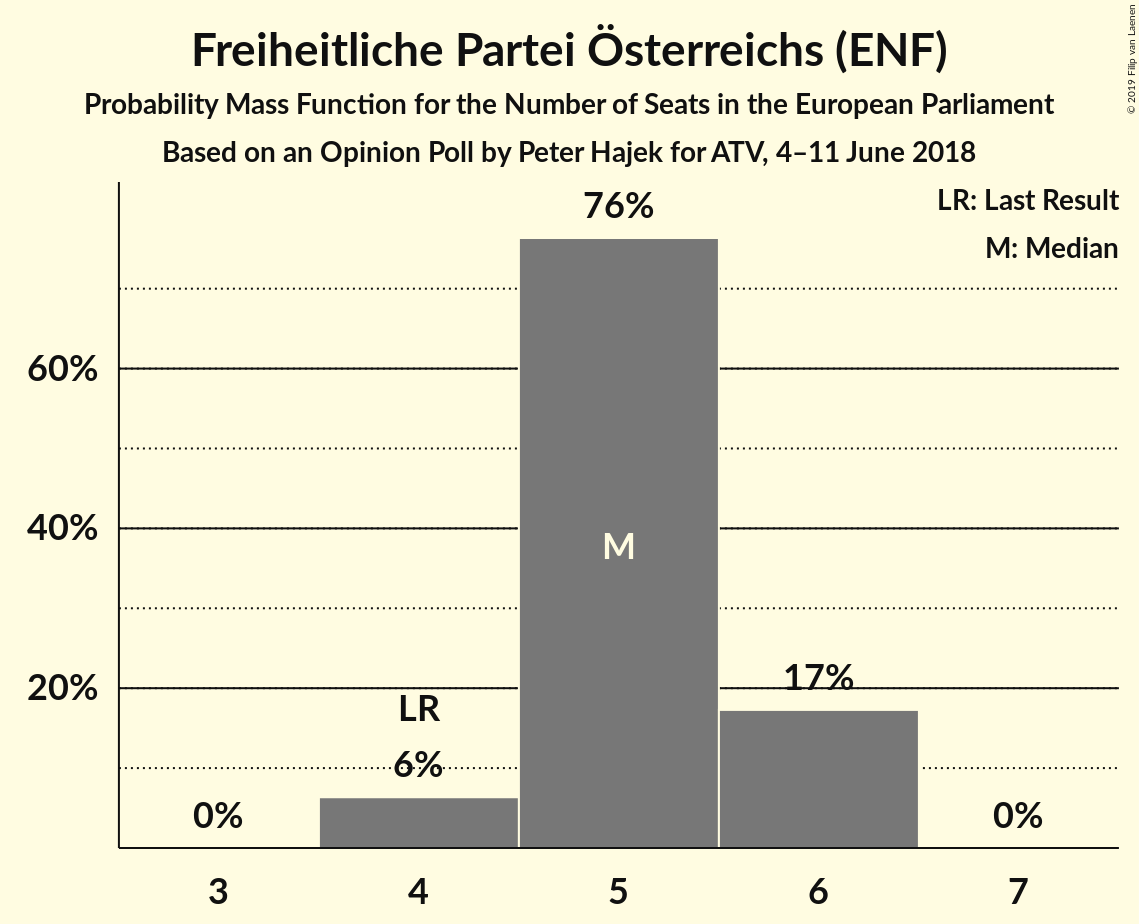 Freiheitliche Partei Österreichs (ENF)
Probability Mass Function for the Number of Seats in the European Parliament
Based on an Opinion Poll by Peter Hajek for ATV, 4–11 June 2018
© 2019 Filip van Laenen
LR: Last Result
M: Median
76%
60%
40%
M
20%
17%
LR
6%
0%
0%
3
4
5
6
7